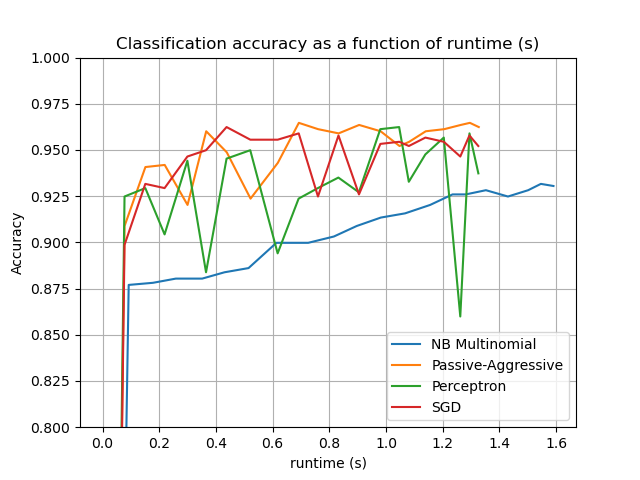 Classification accuracy as a function of runtime (s)
1.000
0.975
0.950
0.925
0.900
0.875
0.850
0.825
0.800
Accuracy
NB Multinomial
Passive-Aggressive
Perceptron
SGD
0.0 0.2 0.4 0.6 0.8 1.0 1.2 1.4 1.6
runtime (s)